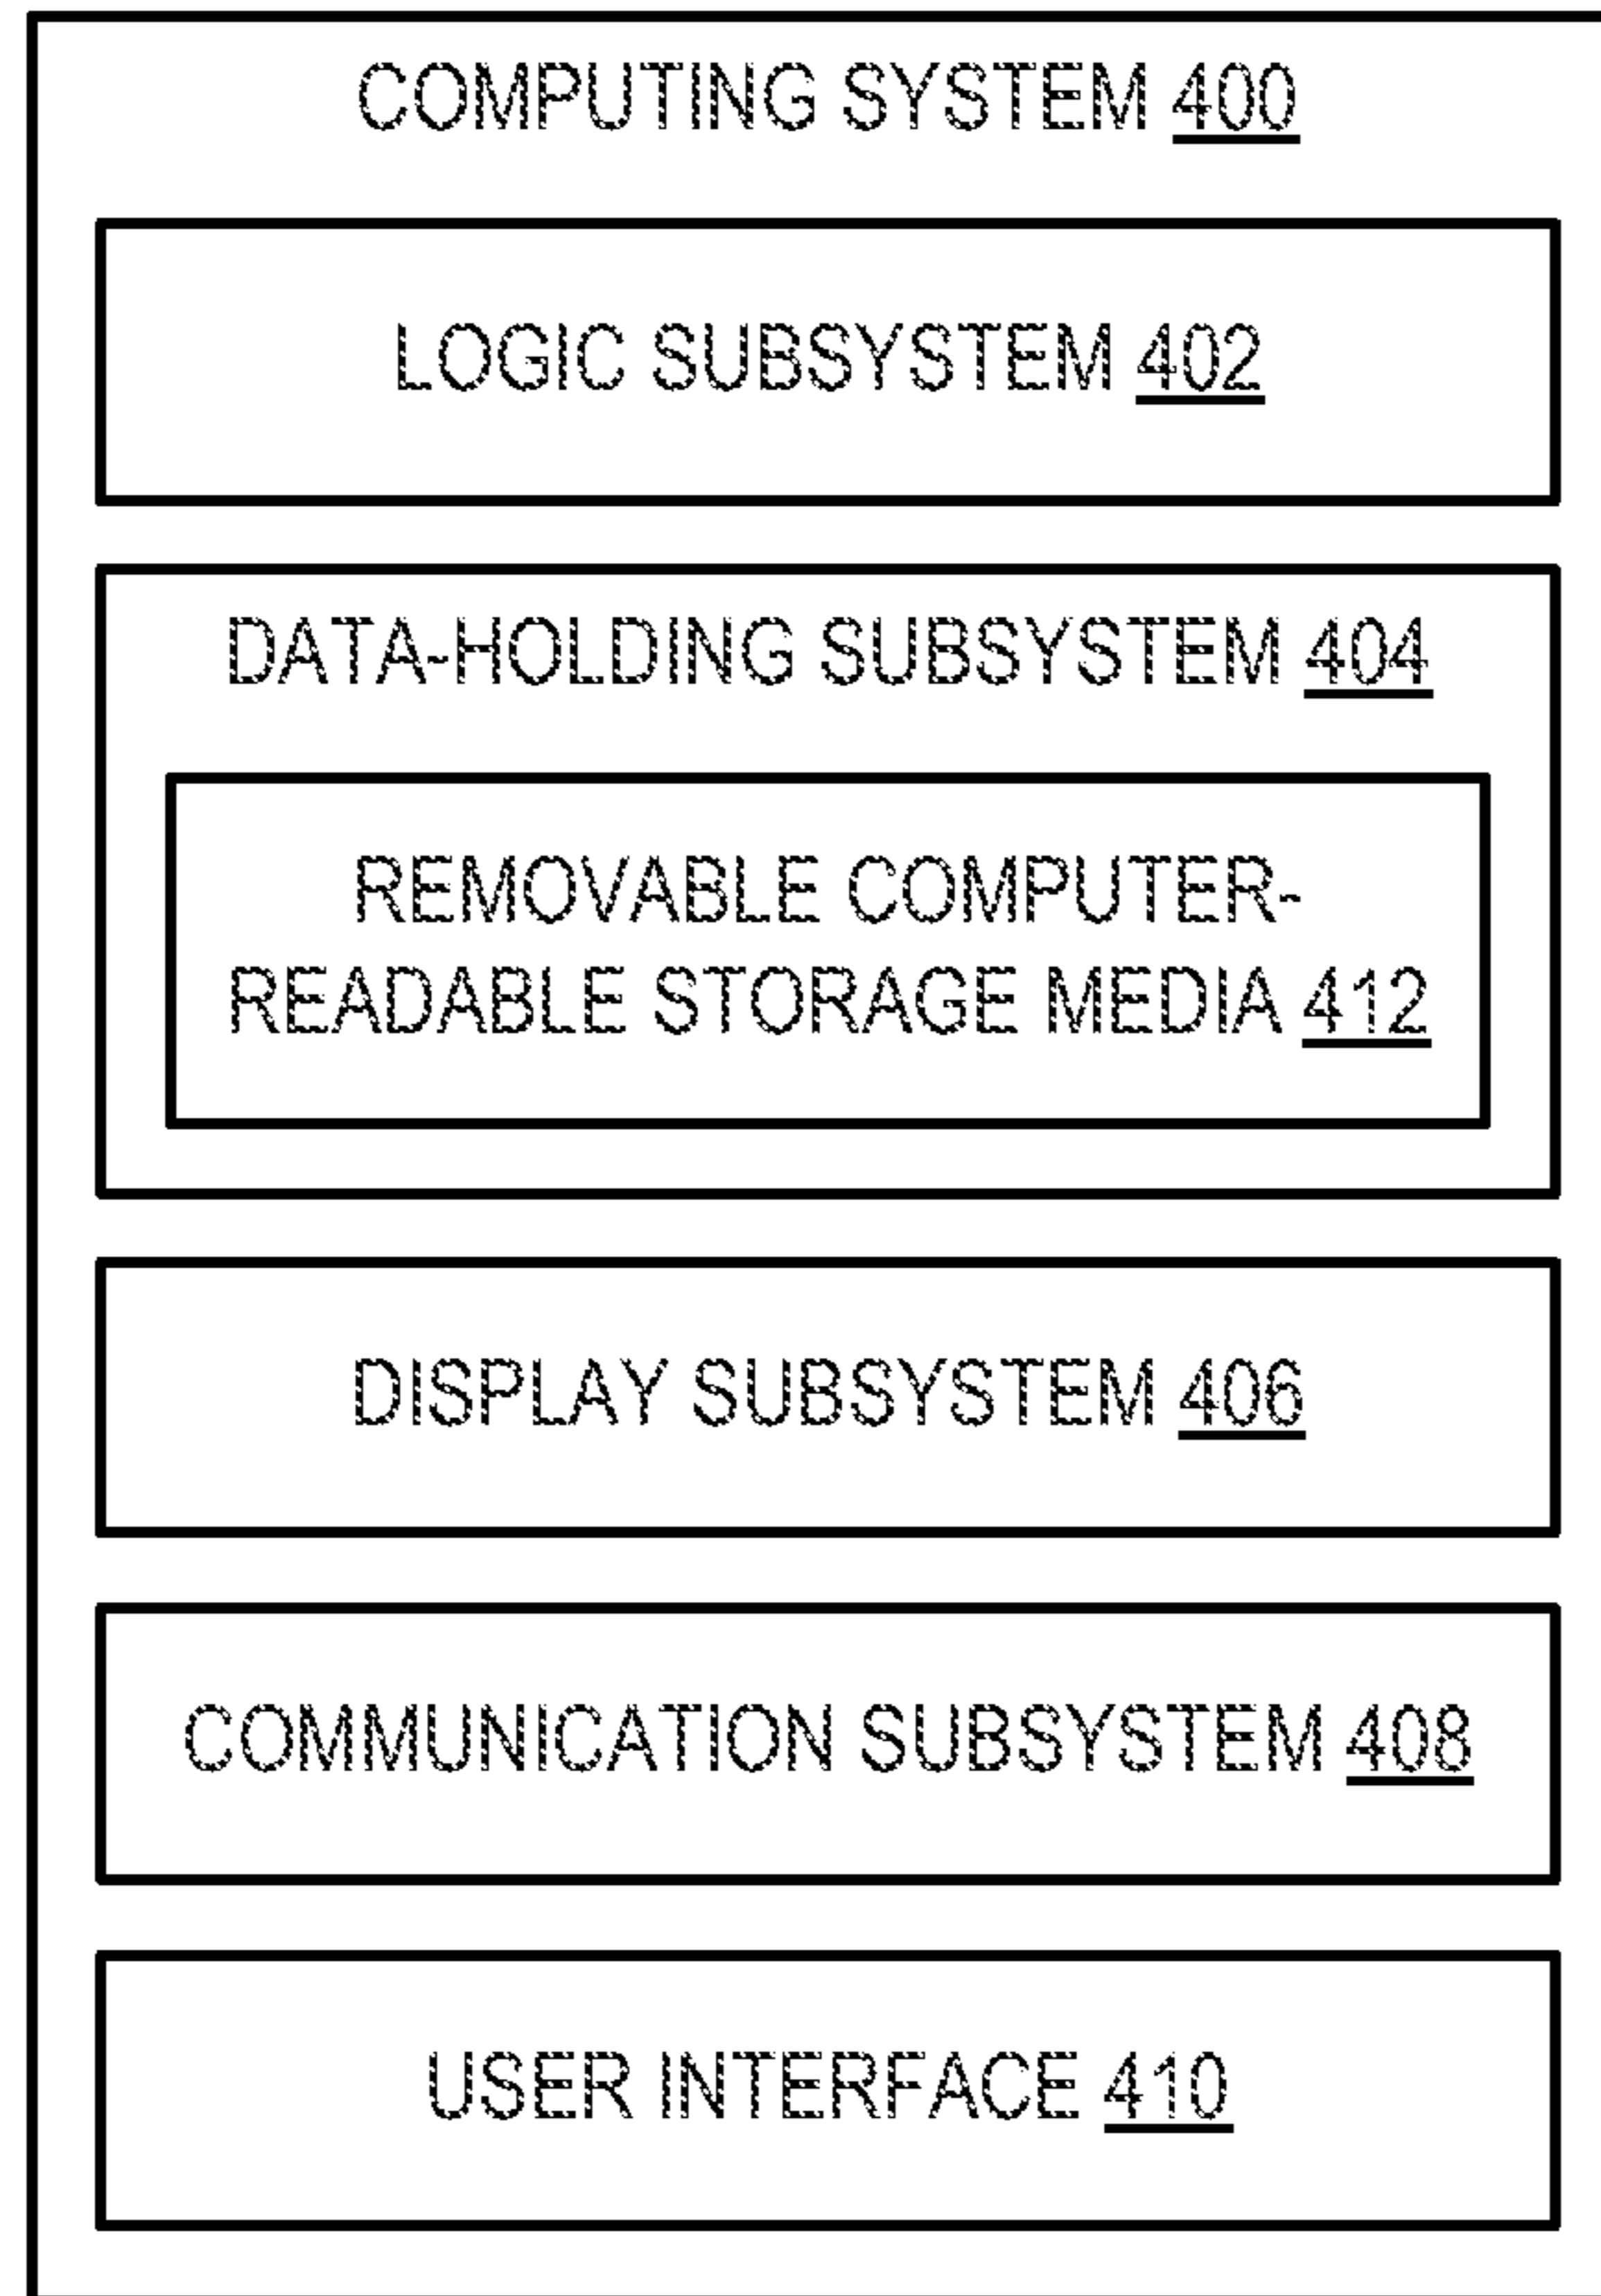 COMPUTING SYSTEM 400
LOGIC SUBSYSTEM 402
DATA-HOLDING SUBSYSTEM 404
REMOVABLE COMPUTER-
READABLE STORAGE MEDIA 412
DISPLAY SUBSYSTEM 406
COMMUNICATION SUBSYSTEM 408
USER INTERFACE 410